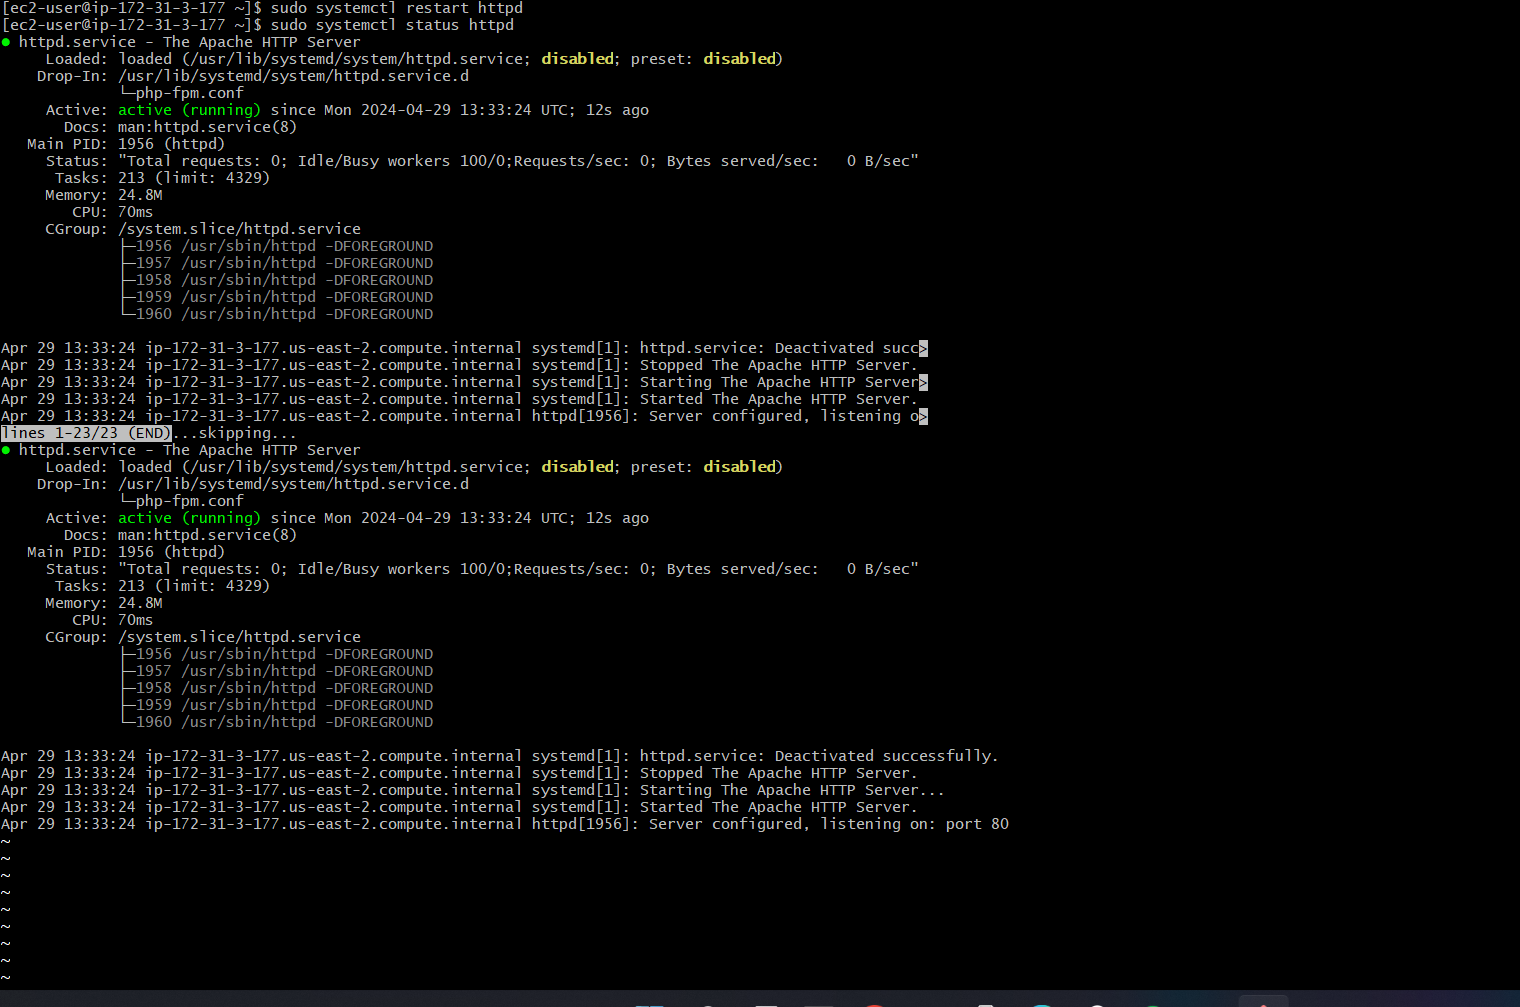 [ec2-user@ip-172-31-3-177 ~]$ sudo systemctl restart httpd
[ec2-user@ip-172-31-3-177 ~]$ sudo systemctl status httpd
● httpd.service - The Apache HTTP Server
     Loaded: loaded (/usr/lib/systemd/system/httpd.service; disabled; preset: disabled)
    Drop-In: /usr/lib/systemd/system/httpd.service.d
             └─php-fpm.conf
     Active: active (running) since Mon 2024-04-29 13:33:24 UTC; 12s ago
       Docs: man:httpd.service(8)
   Main PID: 1956 (httpd)
     Status: "Total requests: 0; Idle/Busy workers 100/0;Requests/sec: 0; Bytes served/sec:   0 B/sec"
      Tasks: 213 (limit: 4329)
     Memory: 24.8M
        CPU: 70ms
     CGroup: /system.slice/httpd.service
             ├─1956 /usr/sbin/httpd -DFOREGROUND
             ├─1957 /usr/sbin/httpd -DFOREGROUND
             ├─1958 /usr/sbin/httpd -DFOREGROUND
             ├─1959 /usr/sbin/httpd -DFOREGROUND
             └─1960 /usr/sbin/httpd -DFOREGROUND

Apr 29 13:33:24 ip-172-31-3-177.us-east-2.compute.internal systemd[1]: httpd.service: Deactivated succ>
Apr 29 13:33:24 ip-172-31-3-177.us-east-2.compute.internal systemd[1]: Stopped The Apache HTTP Server.
Apr 29 13:33:24 ip-172-31-3-177.us-east-2.compute.internal systemd[1]: Starting The Apache HTTP Server>
Apr 29 13:33:24 ip-172-31-3-177.us-east-2.compute.internal systemd[1]: Started The Apache HTTP Server.
Apr 29 13:33:24 ip-172-31-3-177.us-east-2.compute.internal httpd[1956]: Server configured, listening o>
lines 1-23/23 (END)...skipping...
● httpd.service - The Apache HTTP Server
     Loaded: loaded (/usr/lib/systemd/system/httpd.service; disabled; preset: disabled)
    Drop-In: /usr/lib/systemd/system/httpd.service.d
             └─php-fpm.conf
     Active: active (running) since Mon 2024-04-29 13:33:24 UTC; 12s ago
       Docs: man:httpd.service(8)
   Main PID: 1956 (httpd)
     Status: "Total requests: 0; Idle/Busy workers 100/0;Requests/sec: 0; Bytes served/sec:   0 B/sec"
      Tasks: 213 (limit: 4329)
     Memory: 24.8M
        CPU: 70ms
     CGroup: /system.slice/httpd.service
             ├─1956 /usr/sbin/httpd -DFOREGROUND
             ├─1957 /usr/sbin/httpd -DFOREGROUND
             ├─1958 /usr/sbin/httpd -DFOREGROUND
             ├─1959 /usr/sbin/httpd -DFOREGROUND
             └─1960 /usr/sbin/httpd -DFOREGROUND

Apr 29 13:33:24 ip-172-31-3-177.us-east-2.compute.internal systemd[1]: httpd.service: Deactivated successfully.
Apr 29 13:33:24 ip-172-31-3-177.us-east-2.compute.internal systemd[1]: Stopped The Apache HTTP Server.
Apr 29 13:33:24 ip-172-31-3-177.us-east-2.compute.internal systemd[1]: Starting The Apache HTTP Server...
Apr 29 13:33:24 ip-172-31-3-177.us-east-2.compute.internal systemd[1]: Started The Apache HTTP Server.
Apr 29 13:33:24 ip-172-31-3-177.us-east-2.compute.internal httpd[1956]: Server configured, listening on: port 80
~
~
~
~
~
~
~
~
~